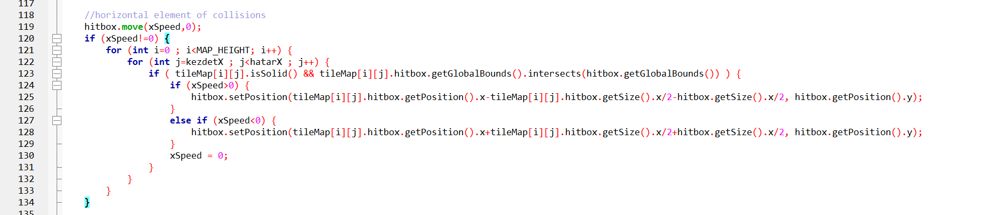 117
118 //horizontal element of collisions
119 hitbox.move(xSpeed,0);
120 if (xSpeed!=0) {
121 for (int i=0 ; i<MAP_HEIGHT; i++) {
122 for (int j=kezdetX ; j<hatarX ; j++) {
123 if ( tileMap[i][j].isSolid() && tileMap[i][j].hitbox.getGlobalBounds().intersects(hitbox.getGlobalBounds()) ) {
124 if (xSpeed>0) {
125 hitbox.setPosition(tileMap[i][j].hitbox.getPosition().x-tileMap[i][j].hitbox.getSize().x/2-hitbox.getSize().x/2, hitbox.getPosition().y);
126 }
127 else if (xSpeed<0) {
128 hitbox.setPosition(tileMap[i][j].hitbox.getPosition().x+tileMap[i][j].hitbox.getSize().x/2+hitbox.getSize().x/2, hitbox.getPosition().y);
129 }
130 xSpeed = 0;
131 }
132 }
133 }
134 }
135